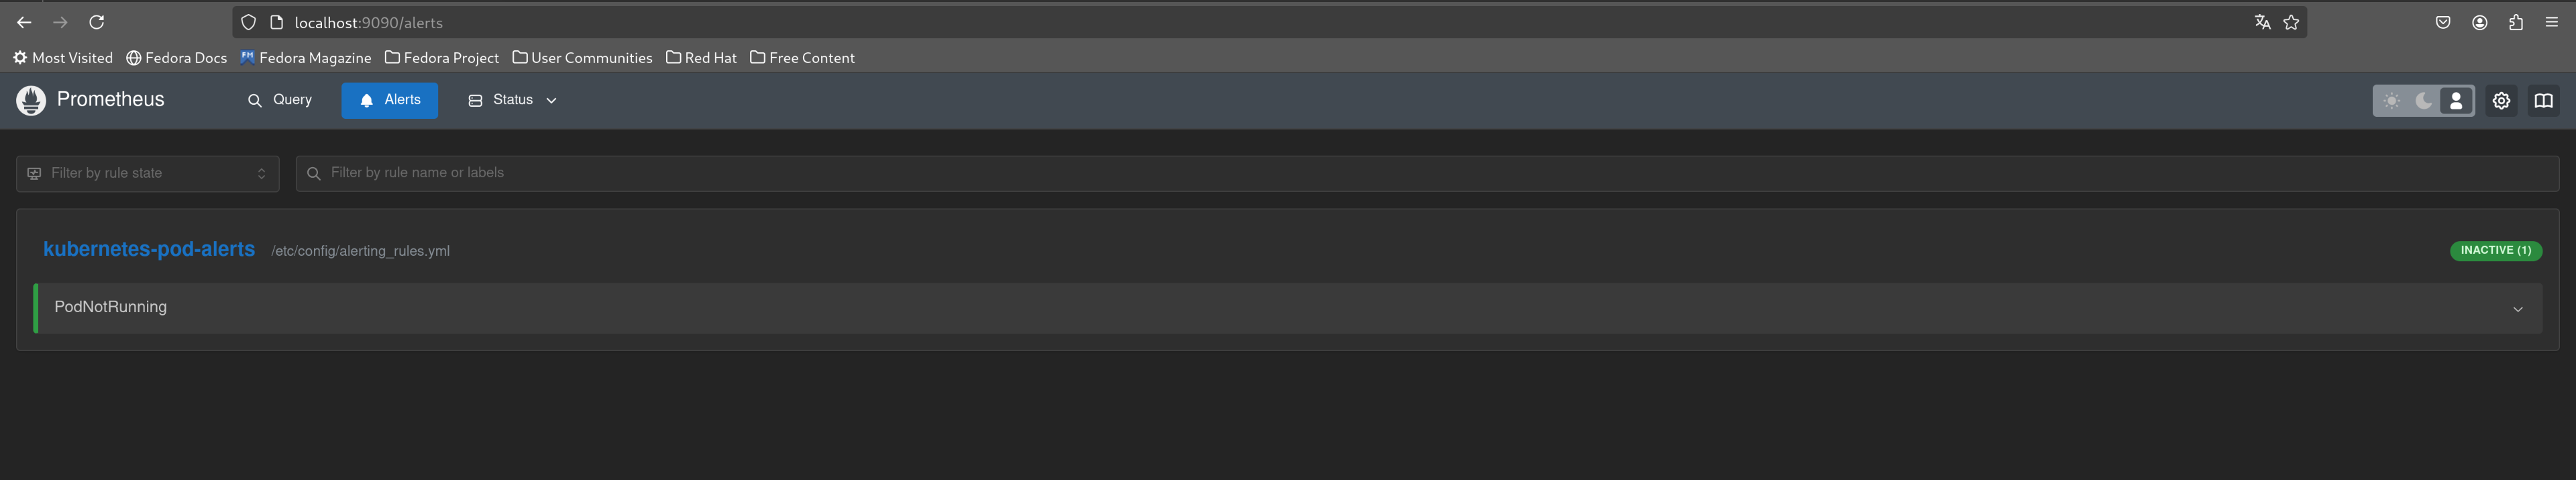 localhost:9090/alerts
Most Visited Fedora Docs Fedora Magazine Fedora Project User Communities Red Hat Free Content
Prometheus Query Alerts Status
Filter by rule state Filter by rule name or labels
kubernetes-pod-alerts /etc/config/alerting_rules.yml INACTIVE (1)
PodNotRunning